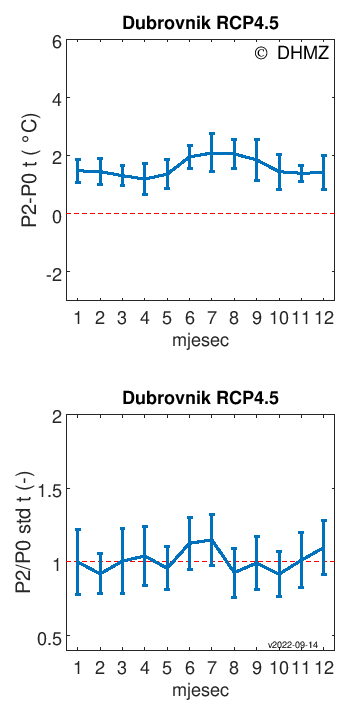 Dubrovnik RCP4.5
© DHMZ
P2-P0 t ( °C)
6
4
2
0
-2
1 2 3 4 5 6 7 8 9 10 11 12
mjesec
Dubrovnik RCP4.5
P2/P0 std t (-)
2
1.5
1
0.5
v2022-09-14
1 2 3 4 5 6 7 8 9 10 11 12
mjesec